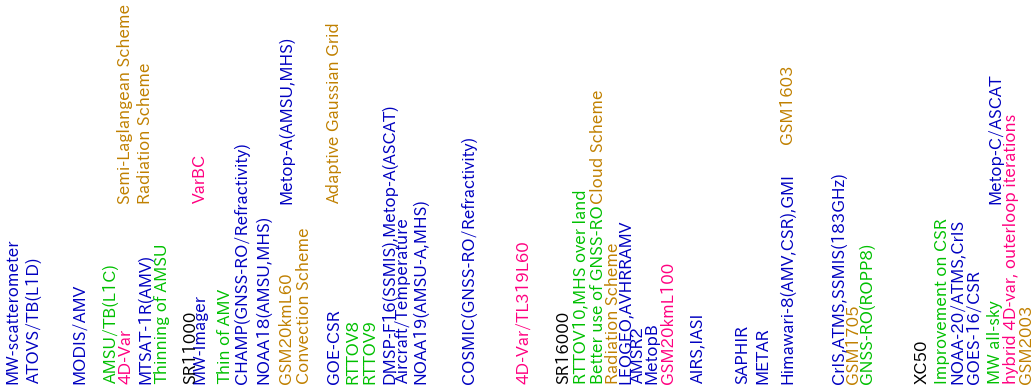 MW-scatterometer
ATOVS/TB(L1D)
MODIS/AMV
AMSU/TB(L1C)
Semi-Laglangean Scheme
4D-Var
Radiation Scheme
MTSAT-1R(AMV)
Thinning of AMSU
SR11000
VarBC
MW-Imager
Thin of AMV
CHAMP(GNSS-RO/Refractivity)
NOAA18(AMSU,MHS)
Metop-A(AMSU,MHS)
GSM20kmL60
Convection Scheme
Adaptive Gaussian Grid
GOE-CSR
RTTOV8
RTTOV9
DMSP-F16(SSMIS),Metop-A(ASCAT)
Aircraft/Temperature
NOAA19(AMSU-A,MHS)
COSMIC(GNSS-RO/Refractivity)
4D-Var/TL319L60
SR16000
RTTOV10,MHS over land
Cloud Scheme
Better use of GNSS-RO
Radiation Scheme
LEOGEO,AVHRRAMV
AMSR2
MetopB
GSM20kmL100
AIRS,IASI
SAPHIR
METAR
GSM1603
Himawari-8(AMV,CSR),GMI
CrIS,ATMS,SSMIS(183GHz)
GSM1705
GNSS-RO(ROPP8)
XC50
Improvement on CSR
NOAA-20/ATMS,CrIS
GOES-16/CSR
Metop-C/ASCAT
MW all-sky
hybrid 4D-var, outerloop iterations
GSM2003